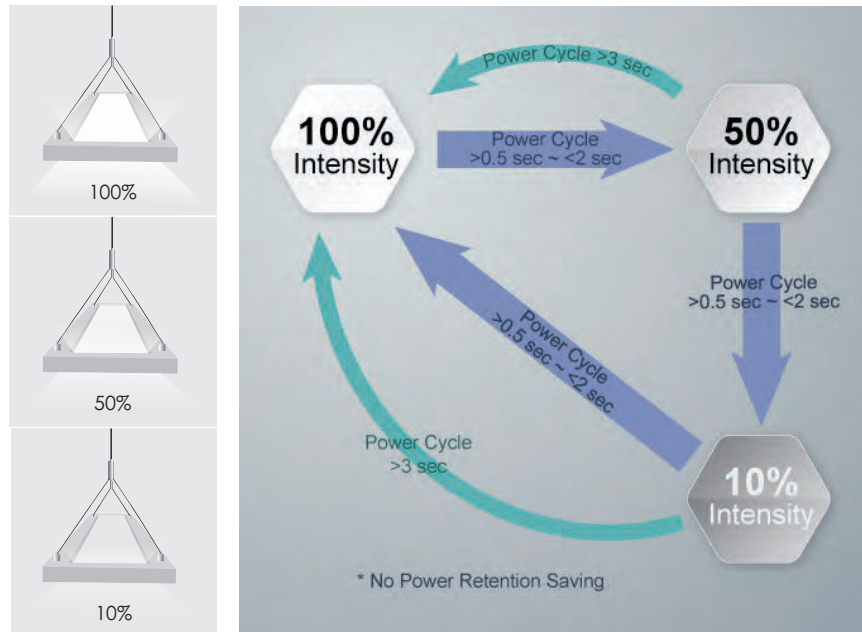 100%
50%
10%
Power Cycle >3 sec
100%
Intensity
Power Cycle
>0.5 sec ~ <2 sec
50%
Intensity
Power Cycle
>0.5 sec ~ <2 sec
Power Cycle
>0.5 sec ~ <2 sec
Power Cycle
>3 sec
10%
Intensity
* No Power Retention Saving